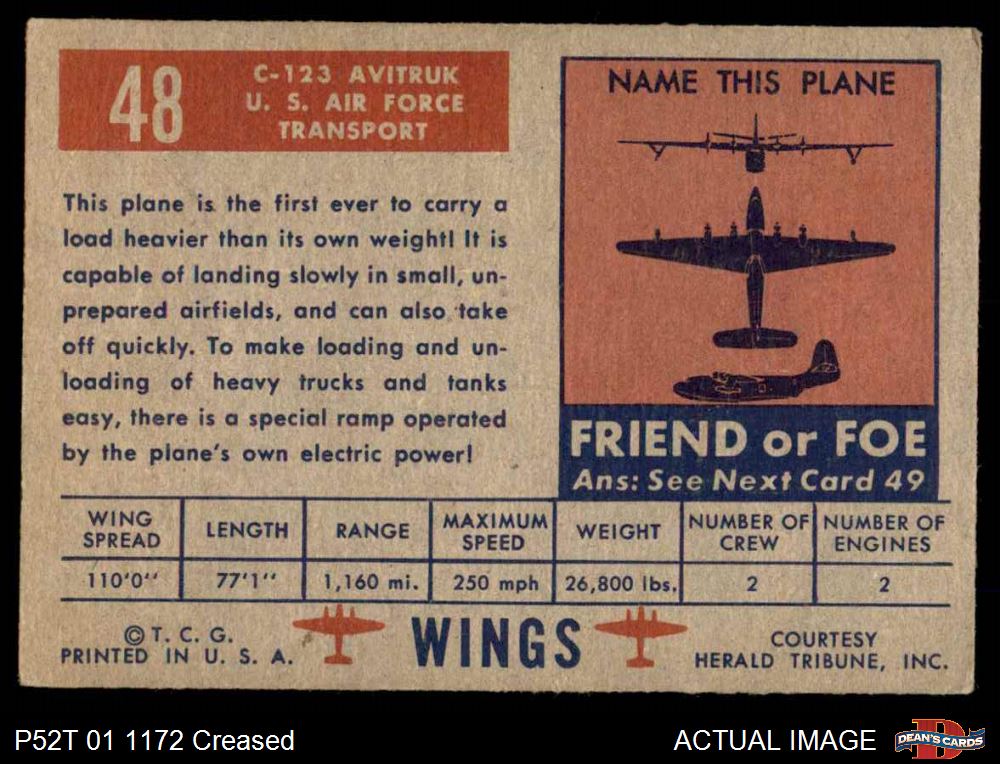 48
C-123 AVITRUK
U. S. AIR FORCE
TRANSPORT
This plane is the first ever to carry a
load heavier than its own weight! It is
capable of landing slowly in small, un-
prepared airfields, and can also take
off quickly. To make loading and un-
loading of heavy trucks and tanks
easy, there is a special ramp operated
by the plane's own electric power!
NAME THIS PLANE
FRIEND or FOE
Ans: See Next Card 49
WING SPREAD LENGTH RANGE MAXIMUM SPEED WEIGHT NUMBER OF CREW NUMBER OF ENGINES
110'0'' 77'1'' 1,160 mi. 250 mph 26,800 lbs. 2 2
© T. C. G.
PRINTED IN U. S. A.
WINGS
COURTESY
HERALD TRIBUNE, INC.
P52T 01 1172 Creased
ACTUAL IMAGE
D
DEAN'S CARDS